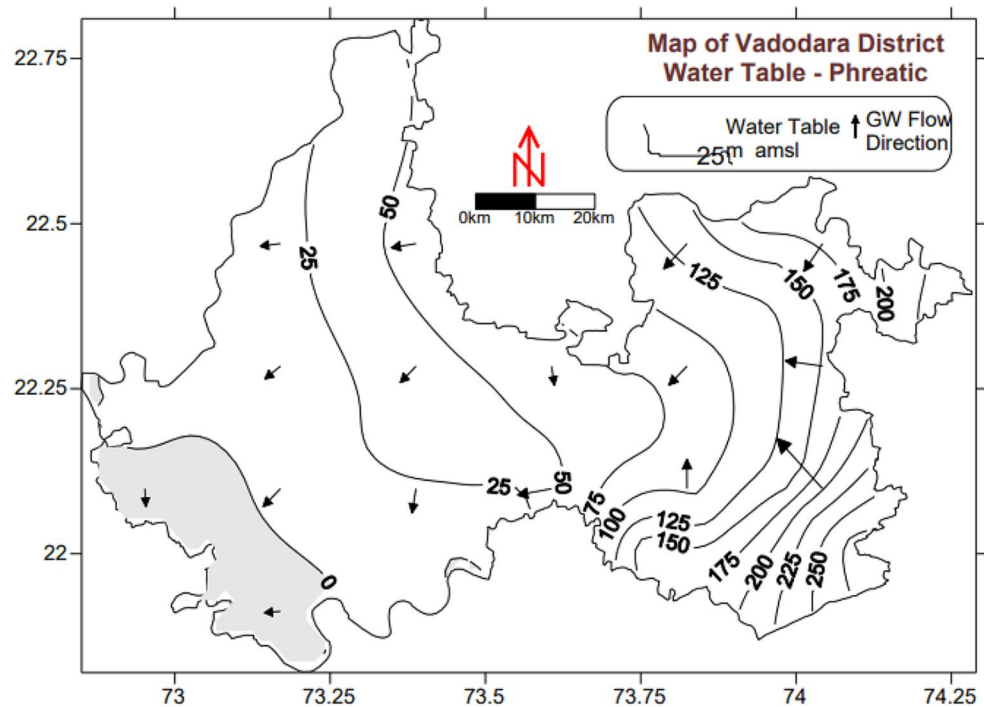 Map of Vadodara District
Water Table - Phreatic
Water Table
m amsl
25
GW Flow
Direction
N
0km 10km 20km
22.75
22.5
22.25
22
73 73.25 73.5 73.75 74 74.25
50
25
125
150
175
200
25
50
75
100
125
150
175
200
225
250
0